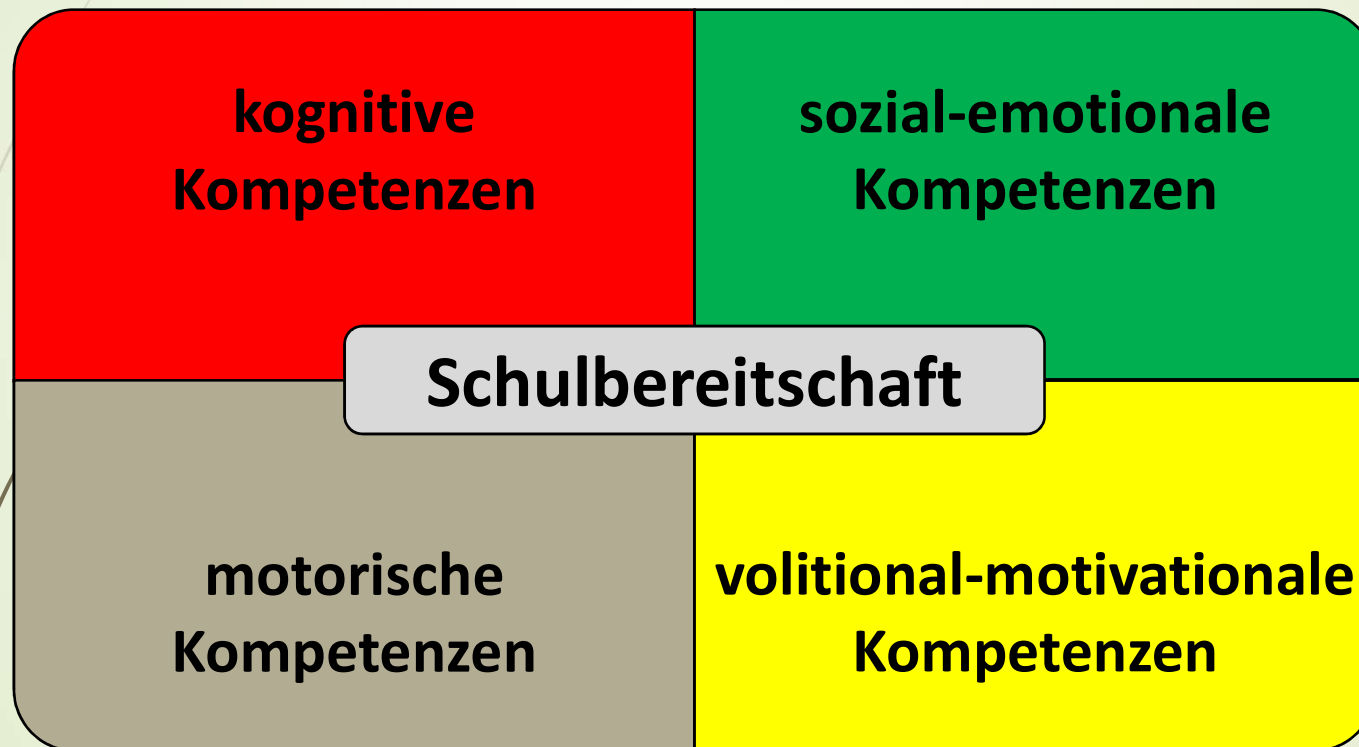 kognitive
Kompetenzen
sozial-emotionale
Kompetenzen
Schulbereitschaft
motorische
Kompetenzen
volitional-motivationale
Kompetenzen